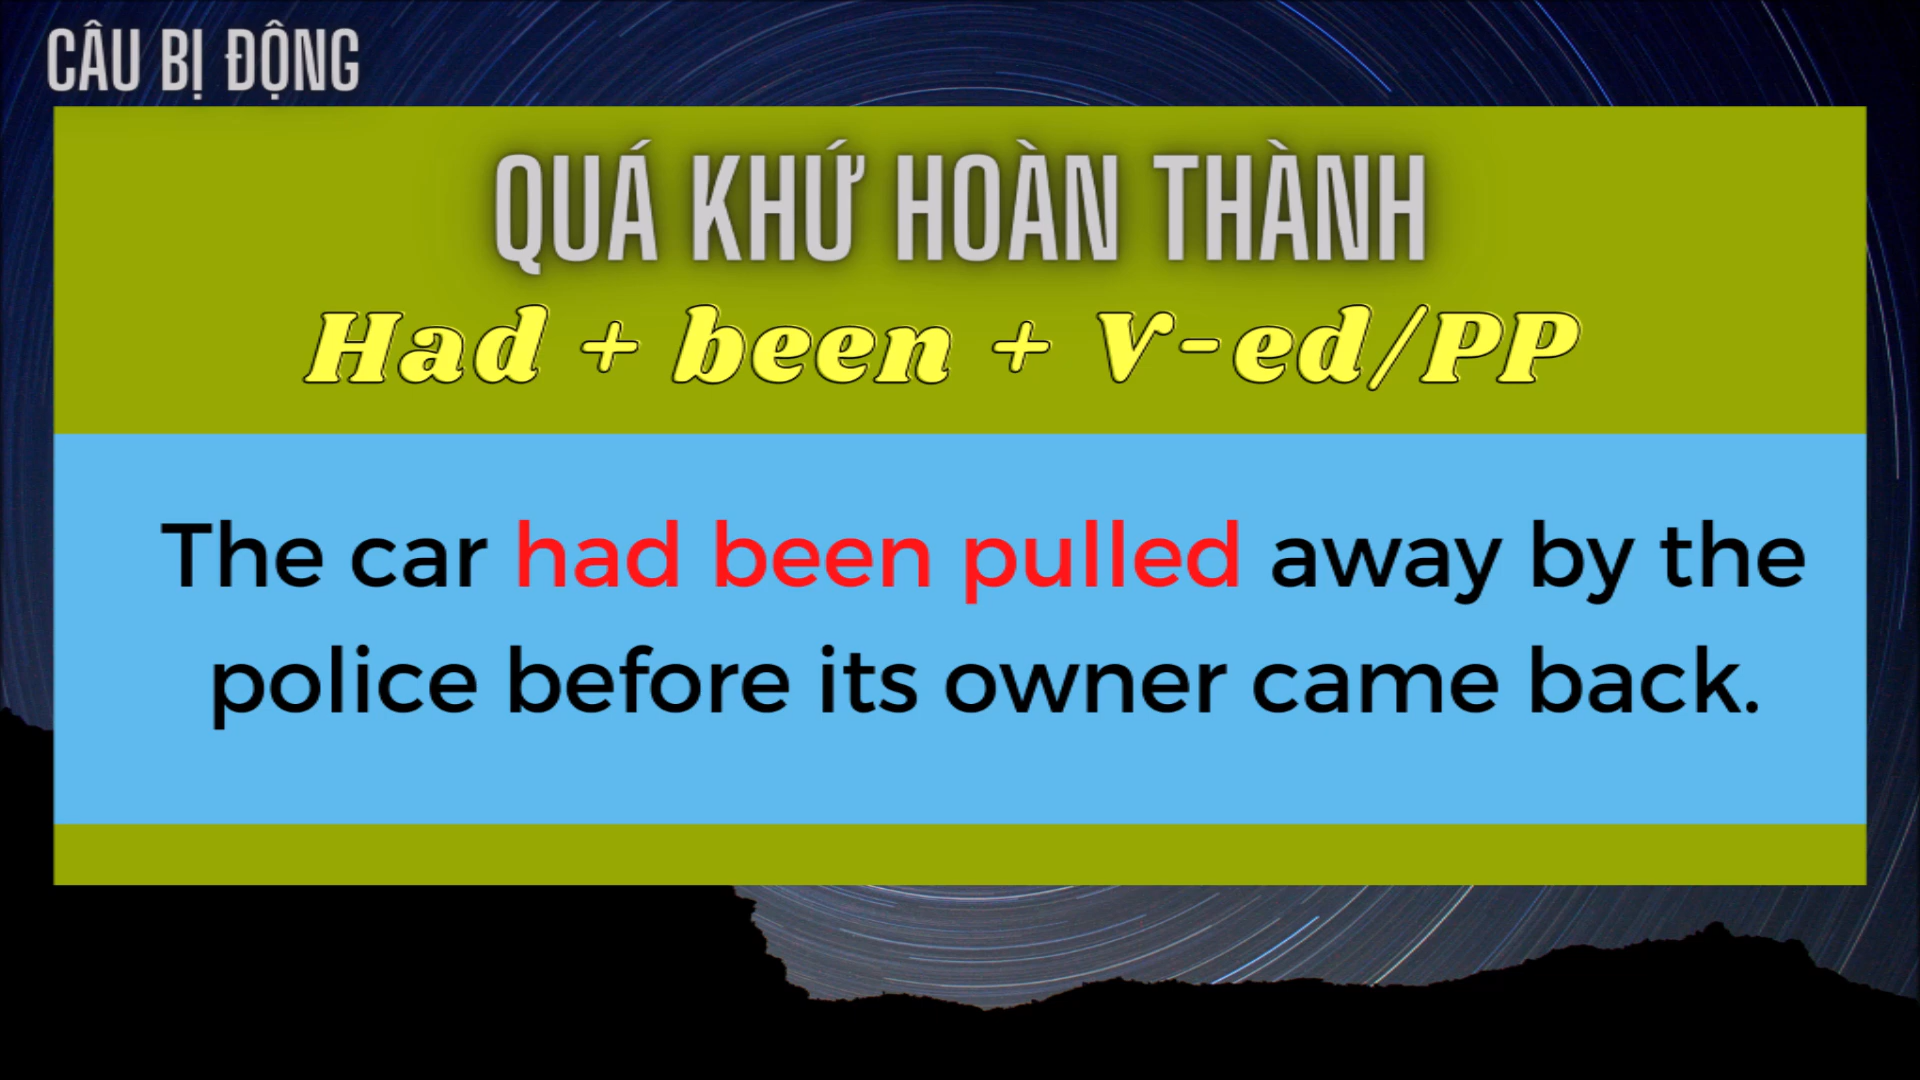 CÂU BỊ ĐỘNG
QUÁ KHỨ HOÀN THÀNH
Had + been + V-ed/PP
The car had been pulled away by the
police before its owner came back.